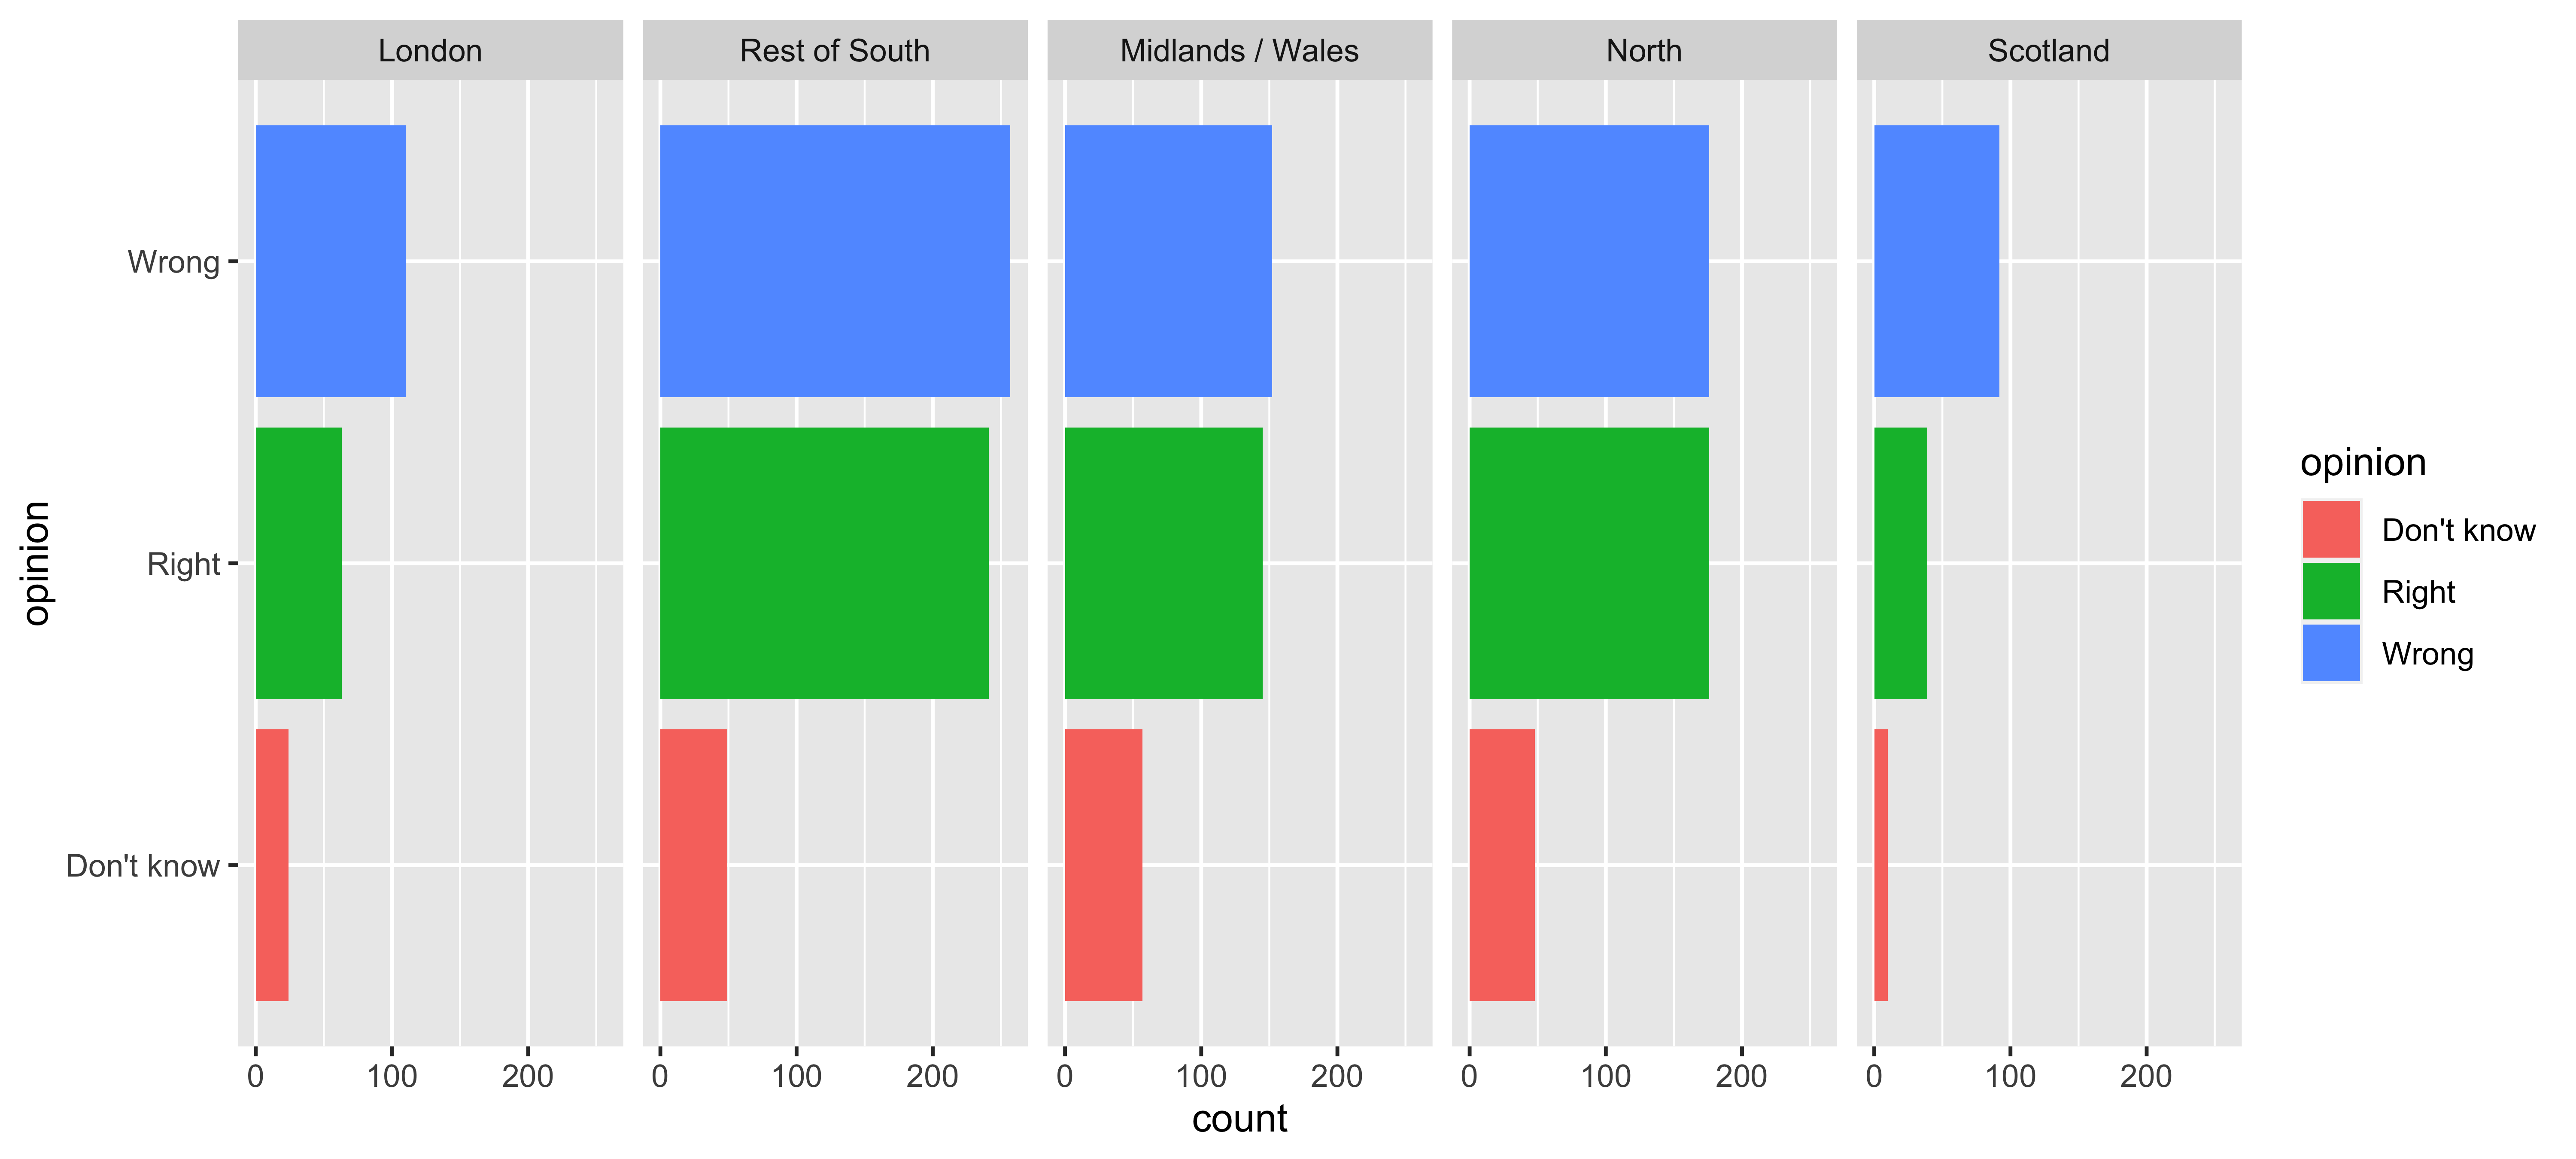 London
Rest of South
Midlands / Wales
North
Scotland
opinion
Wrong
Right
Don't know
0 100 200
0 100 200
0 100 200
0 100 200
0 100 200
count
opinion
Don't know
Right
Wrong